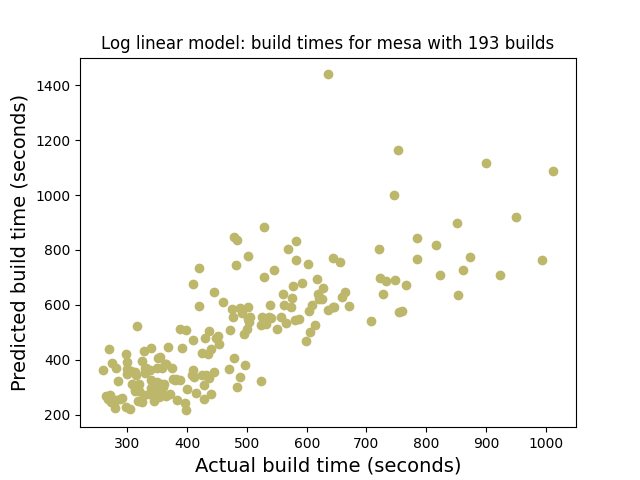 Log linear model: build times for mesa with 193 builds
Predicted build time (seconds)
1400
1200
1000
800
600
400
200
300 400 500 600 700 800 900 1000
Actual build time (seconds)